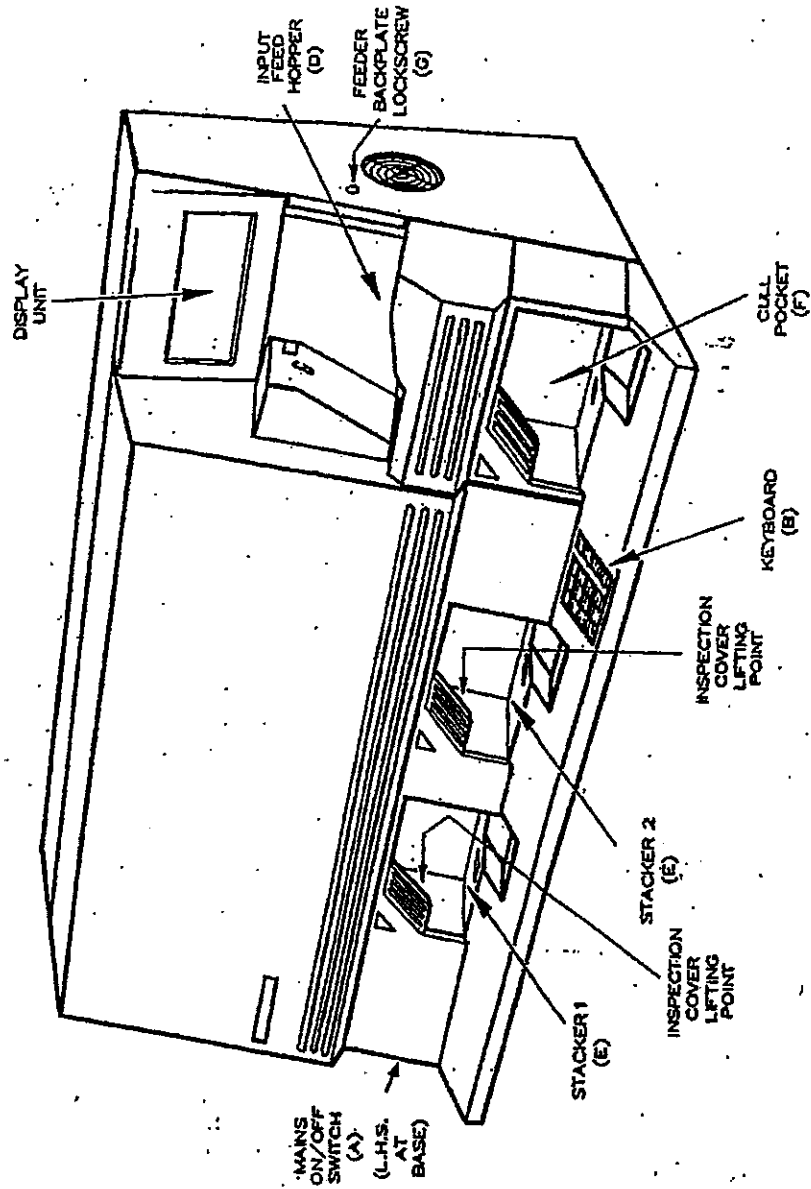 DISPLAY
UNIT
INPUT
FEED
HOPPER
(D)
FEEDER
BACKPLATE
LOCKSCREW
(G)
CULL
POCKET
(F)
KEYBOARD
(B)
INSPECTION
COVER
LIFTING
POINT
STACKER 2
(E)
INSPECTION
COVER
LIFTING
POINT
STACKER 1
(E)
MAINS
ON/OFF
SWITCH
(A)
(L.H.S.
AT
BASE)